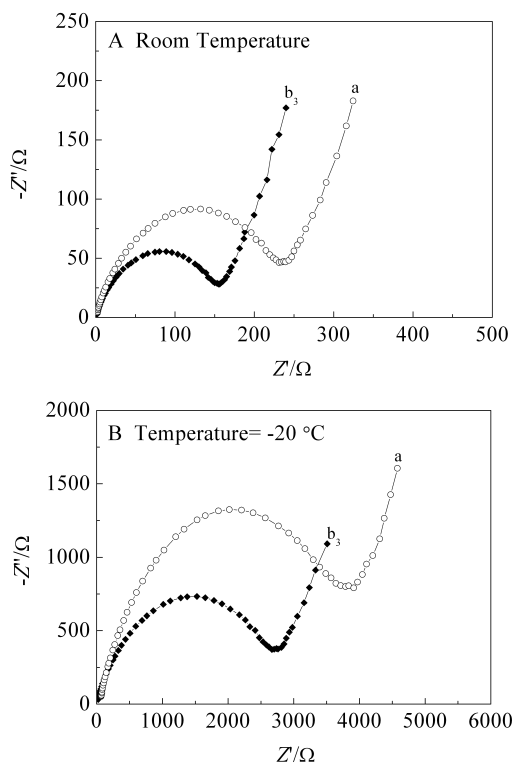 250
A Room Temperature
b3
a
200
150
100
50
0
-Z''/Ω
0 100 200 300 400 500
Z'/Ω
2000
B Temperature= -20 °C
a
1500
b3
1000
500
0
-Z''/Ω
0 1000 2000 3000 4000 5000 6000
Z'/Ω